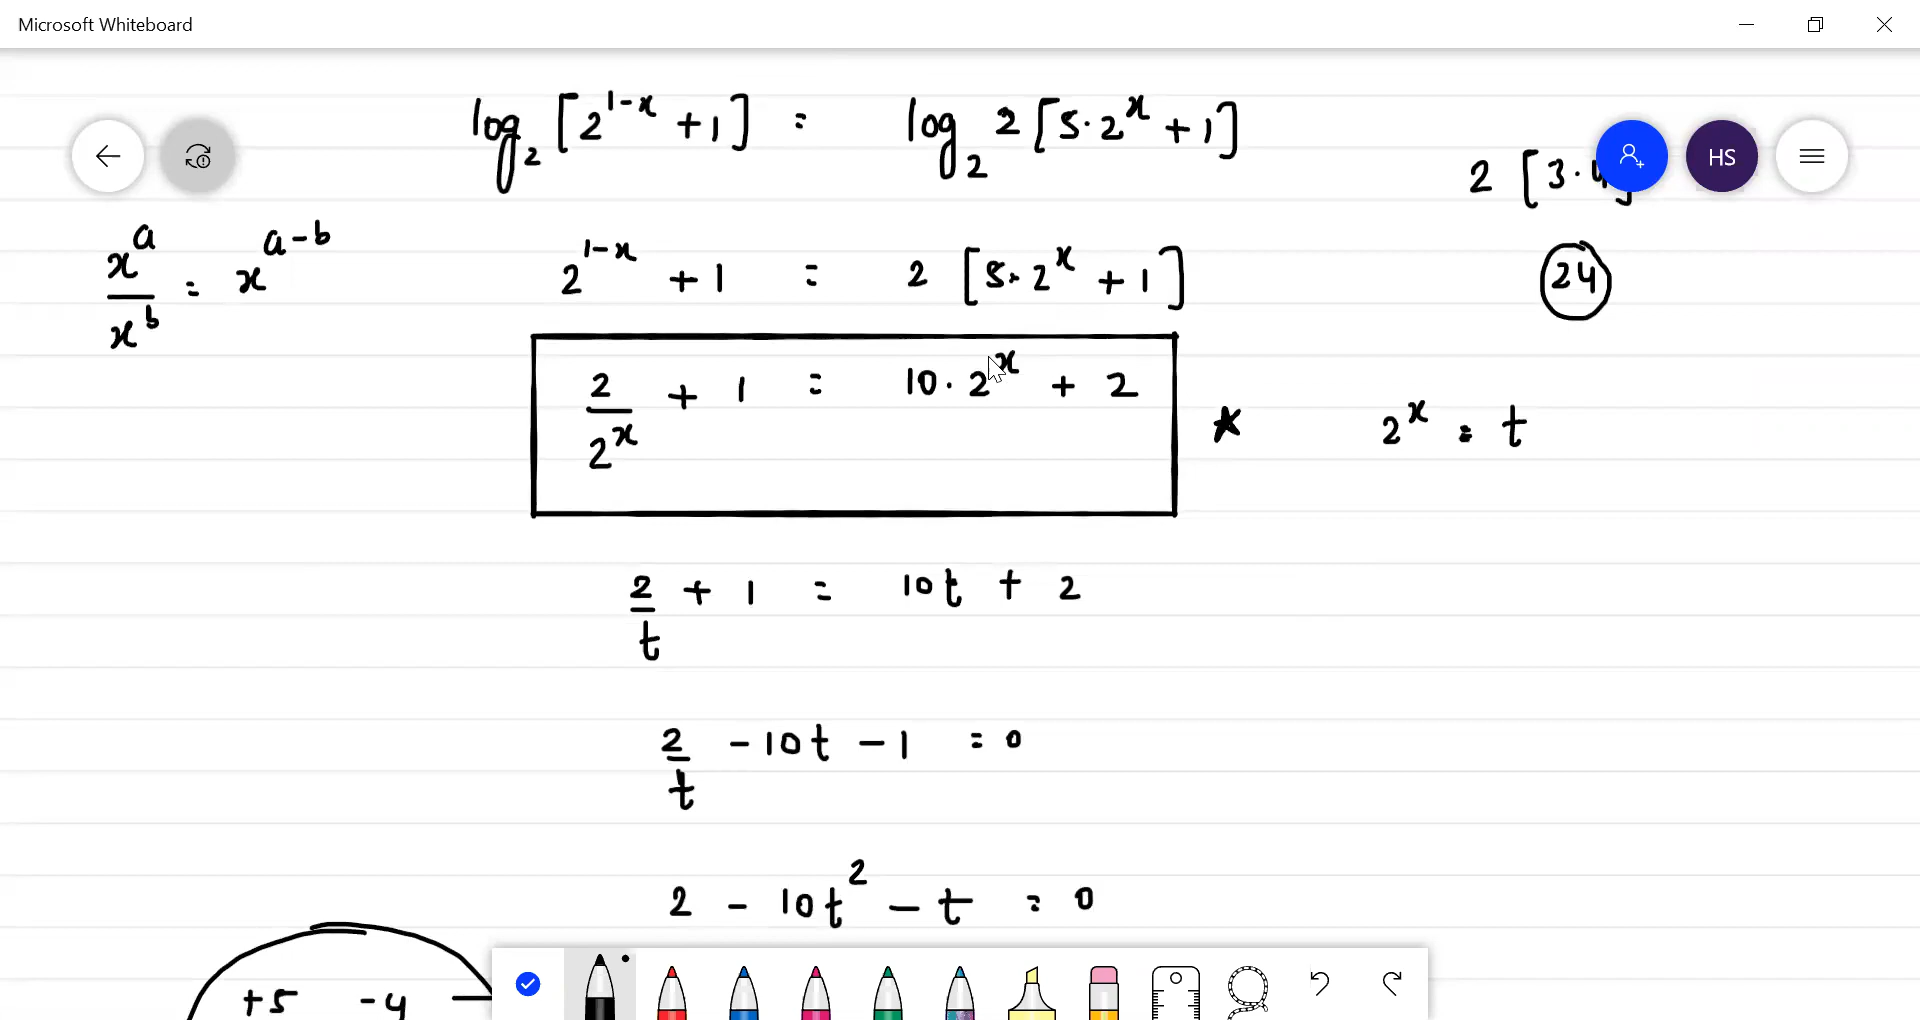 Microsoft Whiteboard
log₂ [2^(1-x) + 1] = log₂ 2 [5·2^x + 1]
2 [3·4]
HS
x^a / x^b = x^(a-b)
2^(1-x) + 1 = 2 [5·2^x + 1]
24
2 / 2^x + 1 = 10·2^x + 2
2^x = t
2 / t + 1 = 10t + 2
2 / t - 10t - 1 = 0
2 - 10t² - t = 0
+5 -4